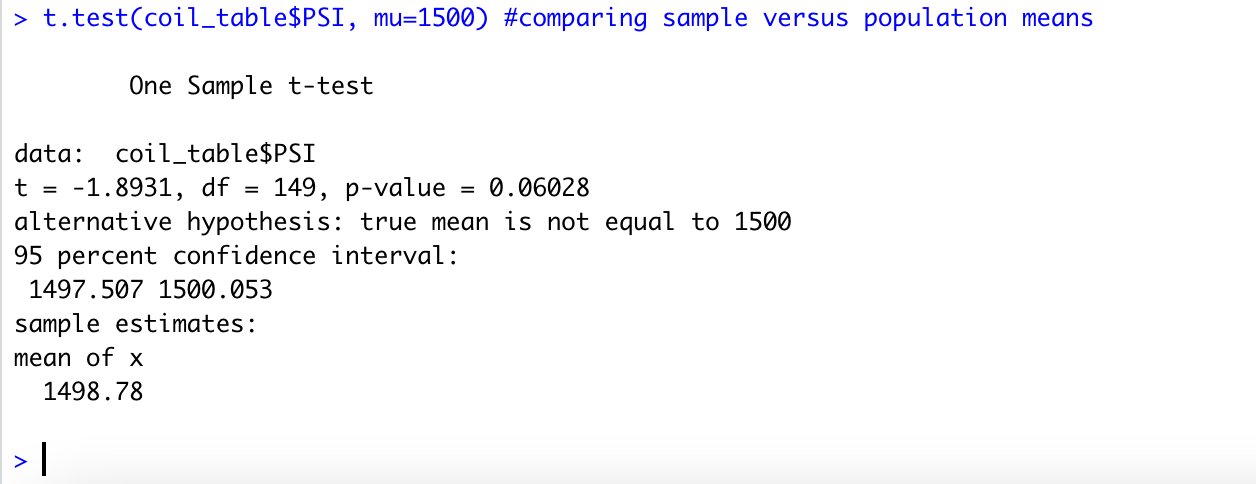 > t.test(coil_table$PSI, mu=1500) #comparing sample versus population means
One Sample t-test
data:  coil_table$PSI
t = -1.8931, df = 149, p-value = 0.06028
alternative hypothesis: true mean is not equal to 1500
95 percent confidence interval:
1497.507 1500.053
sample estimates:
mean of x
1498.78
>